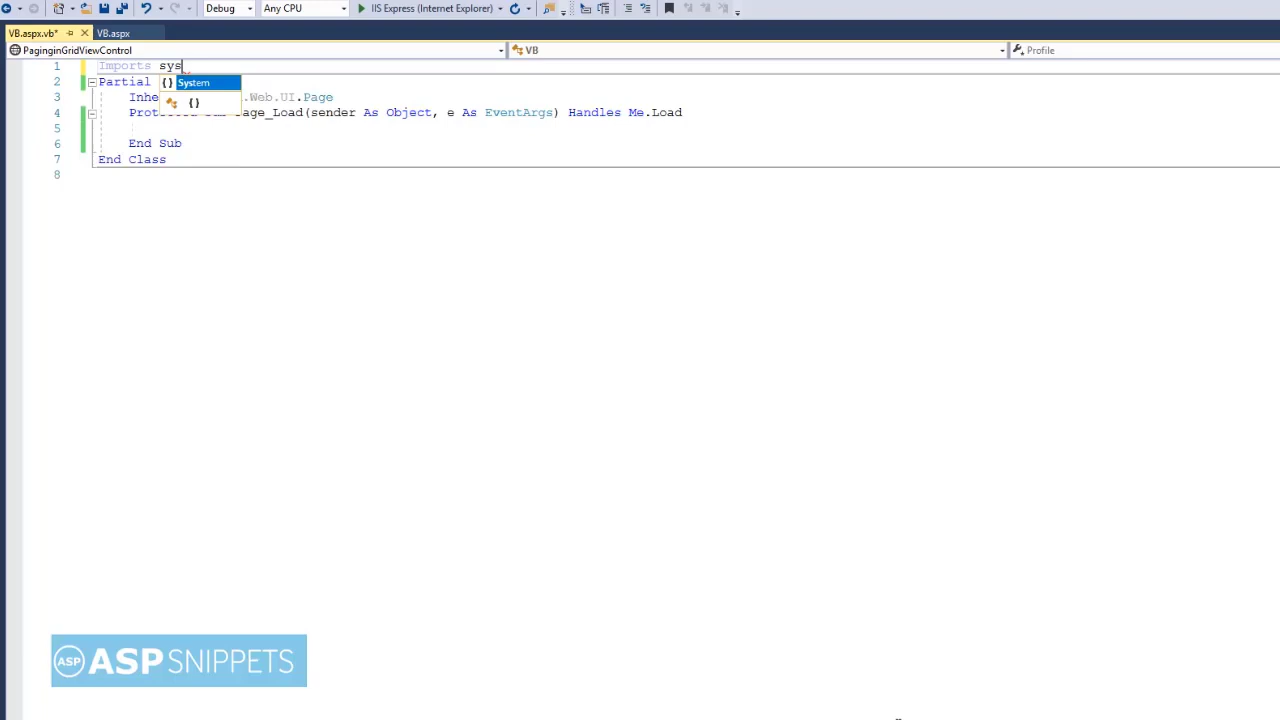 Debug Any CPU IIS Express (Internet Explorer)
VB.aspx.vb* VB.aspx
PaginginGridViewControl VB Profile
1 Imports sys
2 Partial { } System
3 Inhe .Web.UI.Page
{ }
4 Prot age_Load(sender As Object, e As EventArgs) Handles Me.Load
5
6 End Sub
7 End Class
8
ASP ASPSNIPPETS